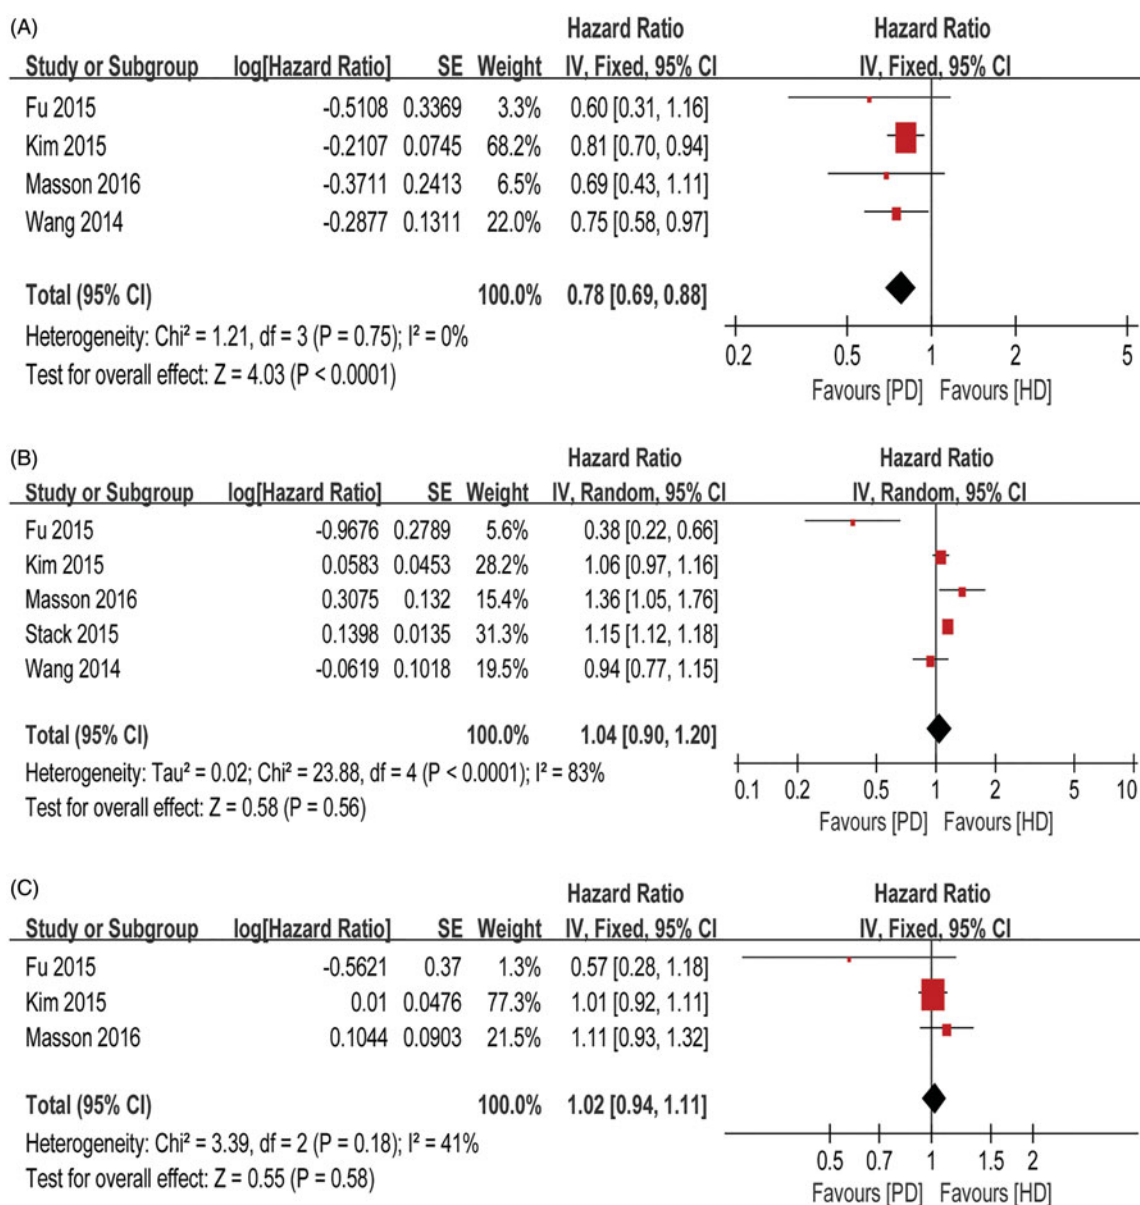 (A)
Hazard Ratio Hazard Ratio
Study or Subgroup log[Hazard Ratio] SE Weight IV, Fixed, 95% CI IV, Fixed, 95% CI
Fu 2015 -0.5108 0.3369 3.3% 0.60 [0.31, 1.16]
Kim 2015 -0.2107 0.0745 68.2% 0.81 [0.70, 0.94]
Masson 2016 -0.3711 0.2413 6.5% 0.69 [0.43, 1.11]
Wang 2014 -0.2877 0.1311 22.0% 0.75 [0.58, 0.97]
Total (95% CI) 100.0% 0.78 [0.69, 0.88]
Heterogeneity: Chi² = 1.21, df = 3 (P = 0.75); I² = 0%
Test for overall effect: Z = 4.03 (P < 0.0001)
0.2 0.5 1 2 5
Favours [PD] Favours [HD]
(B)
Hazard Ratio Hazard Ratio
Study or Subgroup log[Hazard Ratio] SE Weight IV, Random, 95% CI IV, Random, 95% CI
Fu 2015 -0.9676 0.2789 5.6% 0.38 [0.22, 0.66]
Kim 2015 0.0583 0.0453 28.2% 1.06 [0.97, 1.16]
Masson 2016 0.3075 0.132 15.4% 1.36 [1.05, 1.76]
Stack 2015 0.1398 0.0135 31.3% 1.15 [1.12, 1.18]
Wang 2014 -0.0619 0.1018 19.5% 0.94 [0.77, 1.15]
Total (95% CI) 100.0% 1.04 [0.90, 1.20]
Heterogeneity: Tau² = 0.02; Chi² = 23.88, df = 4 (P < 0.0001); I² = 83%
Test for overall effect: Z = 0.58 (P = 0.56)
0.1 0.2 0.5 1 2 5 10
Favours [PD] Favours [HD]
(C)
Hazard Ratio Hazard Ratio
Study or Subgroup log[Hazard Ratio] SE Weight IV, Fixed, 95% CI IV, Fixed, 95% CI
Fu 2015 -0.5621 0.37 1.3% 0.57 [0.28, 1.18]
Kim 2015 0.01 0.0476 77.3% 1.01 [0.92, 1.11]
Masson 2016 0.1044 0.0903 21.5% 1.11 [0.93, 1.32]
Total (95% CI) 100.0% 1.02 [0.94, 1.11]
Heterogeneity: Chi² = 3.39, df = 2 (P = 0.18); I² = 41%
Test for overall effect: Z = 0.55 (P = 0.58)
0.5 0.7 1 1.5 2
Favours [PD] Favours [HD]